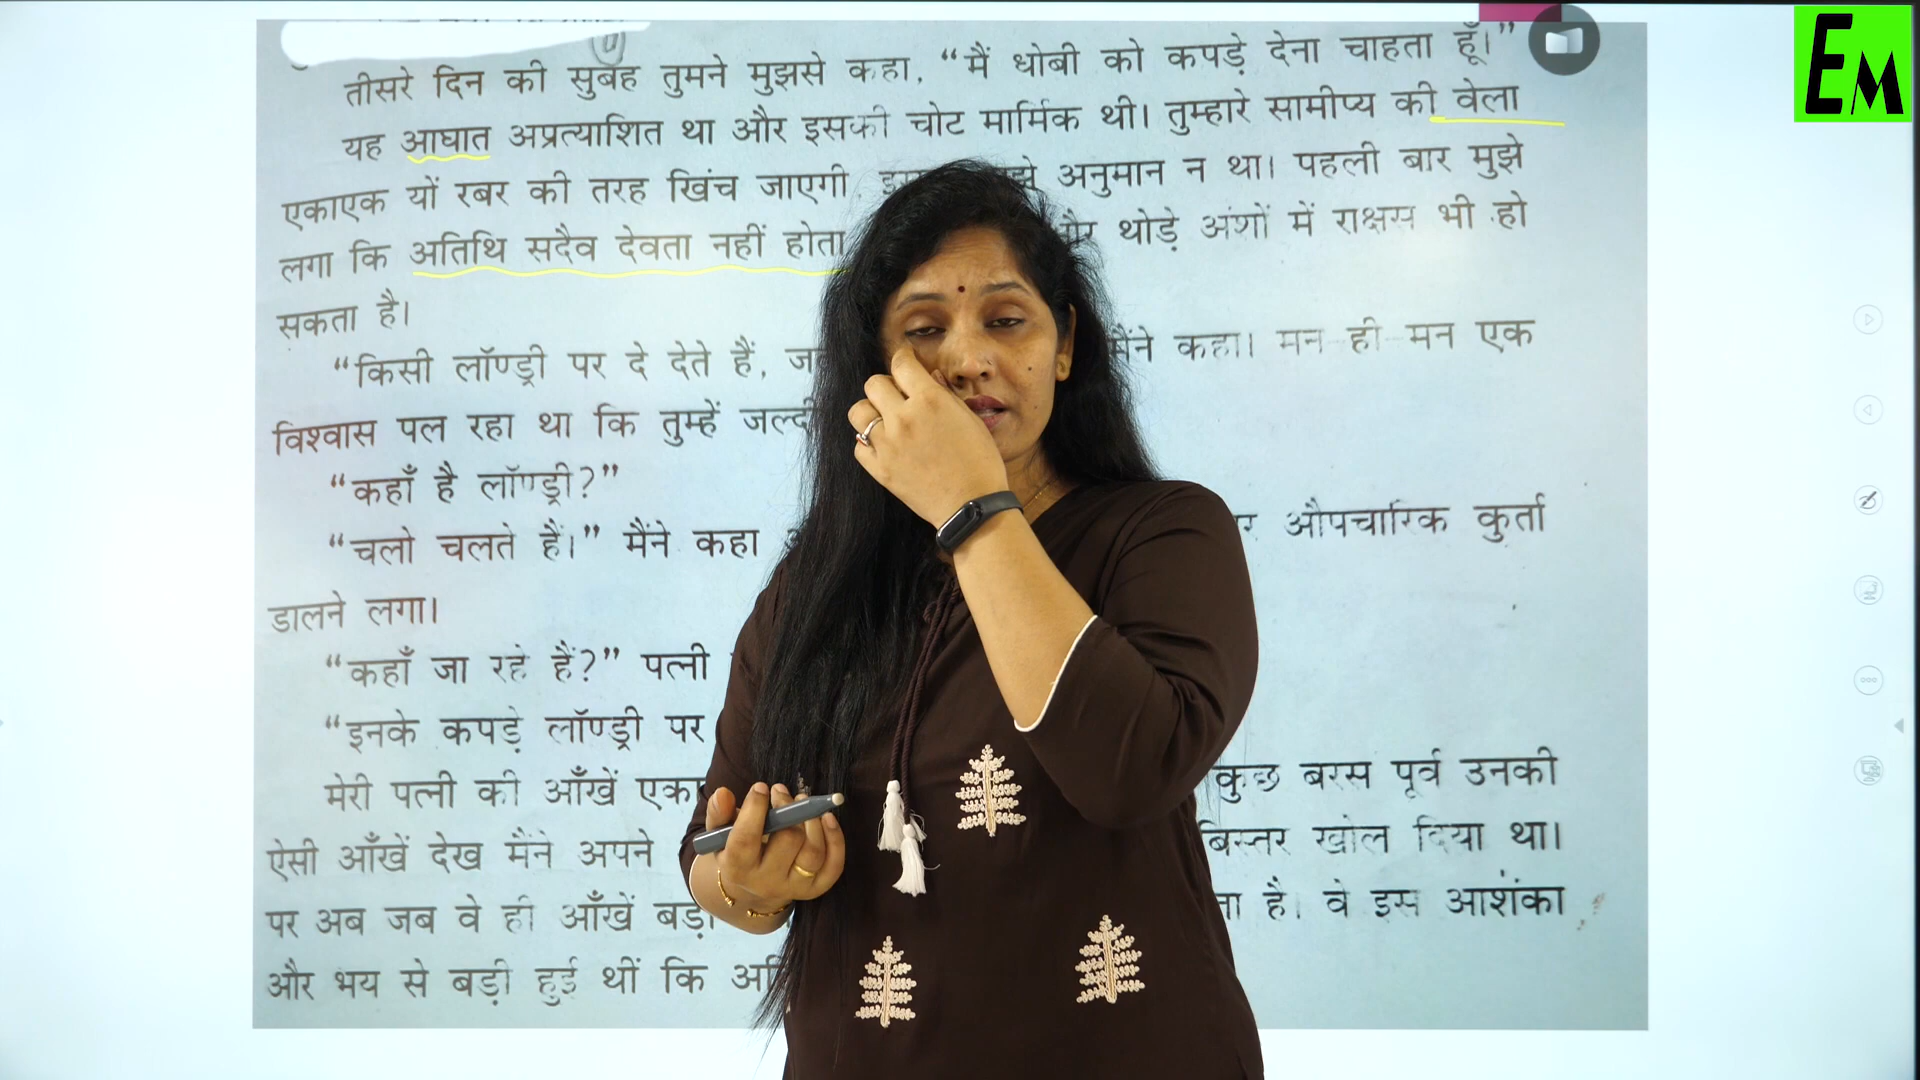 EM
तीसरे दिन की सुबह तुमने मुझसे कहा, “मैं धोबी को कपड़े देना चाहता हूँ।”
यह आघात अप्रत्याशित था और इसकी चोट मार्मिक थी। तुम्हारे सामीप्य की वेला
एकाएक यों रबर की तरह खिंच जाएगी, अनुमान न था। पहली बार मुझे
लगा कि अतिथि सदैव देवता नहीं होता थोड़े अंशों में राक्षस भी हो
सकता है।
“किसी लॉण्ड्री पर दे देते हैं, मैंने कहा। मन ही मन एक
विश्वास पल रहा था कि तुम्हें
“कहाँ है लॉण्ड्री?”
“चलो चलते हैं।” मैंने कहा औपचारिक कुर्ता
डालने लगा।
“कहाँ जा रहे हैं?” पत्नी
“इनके कपड़े लॉण्ड्री पर
मेरी पत्नी की आँखें कुछ बरस पूर्व उनकी
ऐसी आँखें देख मैंने अपने बिस्तर खोल दिया था।
पर अब जब वे ही आँखें है। वे इस आशंका
और भय से बड़ी हुई थीं कि